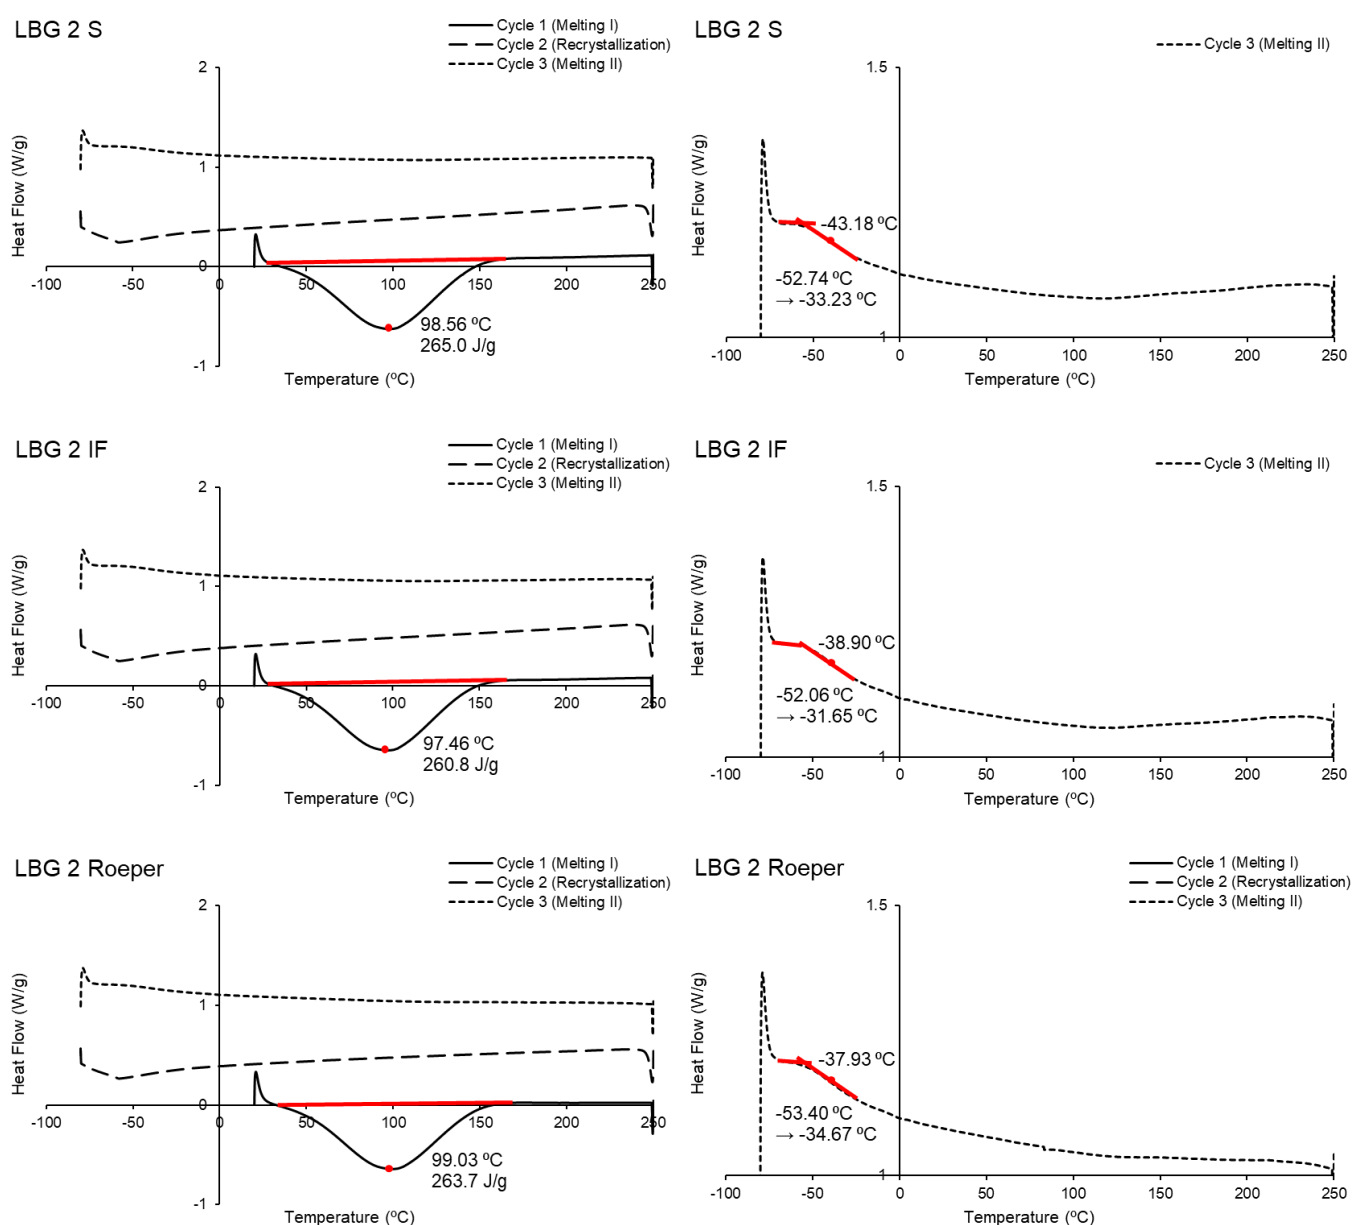 LBG 2 S
Cycle 1 (Melting I)
Cycle 2 (Recrystallization)
Cycle 3 (Melting II)
Heat Flow (W/g)
2
1
0
-1
-100
-50
0
50
100
150
200
250
98.56 ºC
265.0 J/g
Temperature (ºC)
LBG 2 S
Cycle 3 (Melting II)
Heat Flow (W/g)
1.5
1
-43.18 ºC
-52.74 ºC
→ -33.23 ºC
-100
-50
0
50
100
150
200
250
Temperature (ºC)
LBG 2 IF
Cycle 1 (Melting I)
Cycle 2 (Recrystallization)
Cycle 3 (Melting II)
Heat Flow (W/g)
2
1
0
-1
-100
-50
0
50
100
150
200
250
97.46 ºC
260.8 J/g
Temperature (ºC)
LBG 2 IF
Cycle 3 (Melting II)
Heat Flow (W/g)
1.5
1
-38.90 ºC
-52.06 ºC
→ -31.65 ºC
-100
-50
0
50
100
150
200
250
Temperature (ºC)
LBG 2 Roeper
Cycle 1 (Melting I)
Cycle 2 (Recrystallization)
Cycle 3 (Melting II)
Heat Flow (W/g)
2
1
0
-1
-100
-50
0
50
100
150
200
250
99.03 ºC
263.7 J/g
Temperature (ºC)
LBG 2 Roeper
Cycle 1 (Melting I)
Cycle 2 (Recrystallization)
Cycle 3 (Melting II)
Heat Flow (W/g)
1.5
1
-37.93 ºC
-53.40 ºC
→ -34.67 ºC
-100
-50
0
50
100
150
200
250
Temperature (ºC)